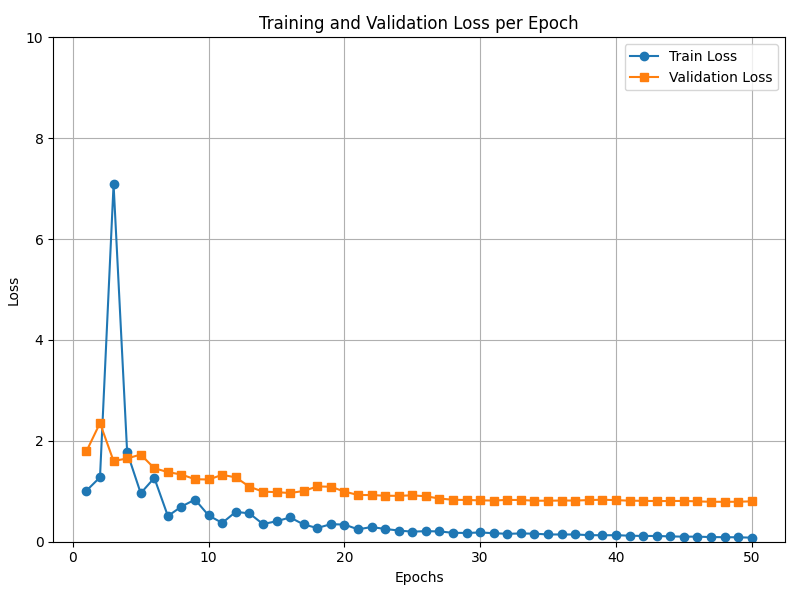 Training and Validation Loss per Epoch
Train Loss
Validation Loss
Loss
10
8
6
4
2
0
0 10 20 30 40 50
Epochs